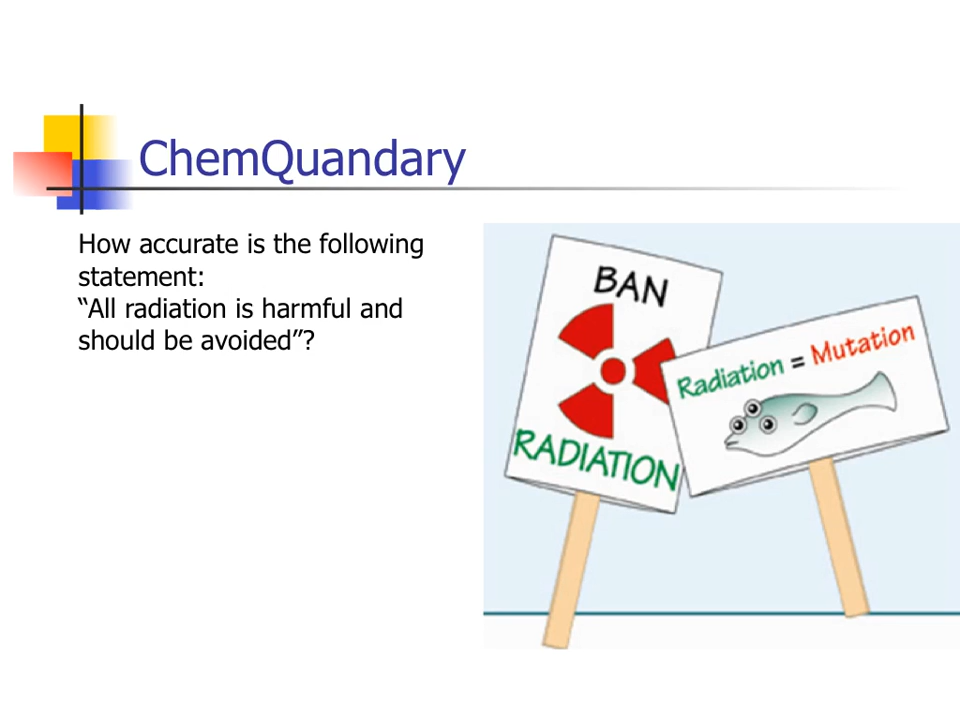 ChemQuandary
How accurate is the following
statement:
“All radiation is harmful and
should be avoided”?
BAN
RADIATION
Radiation = Mutation